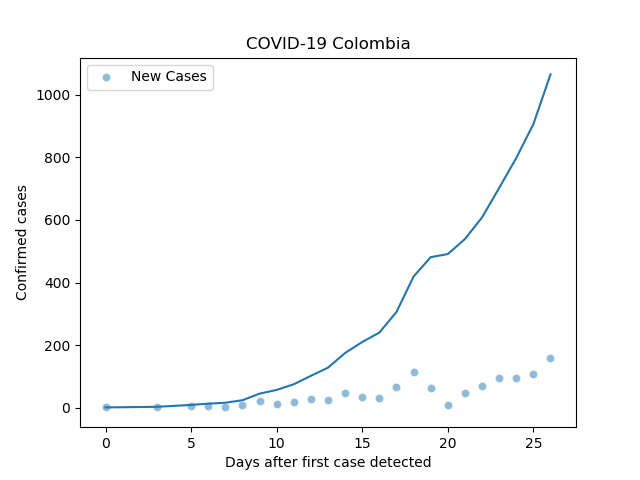 COVID-19 Colombia
New Cases
Confirmed cases
1000
800
600
400
200
0
0 5 10 15 20 25
Days after first case detected